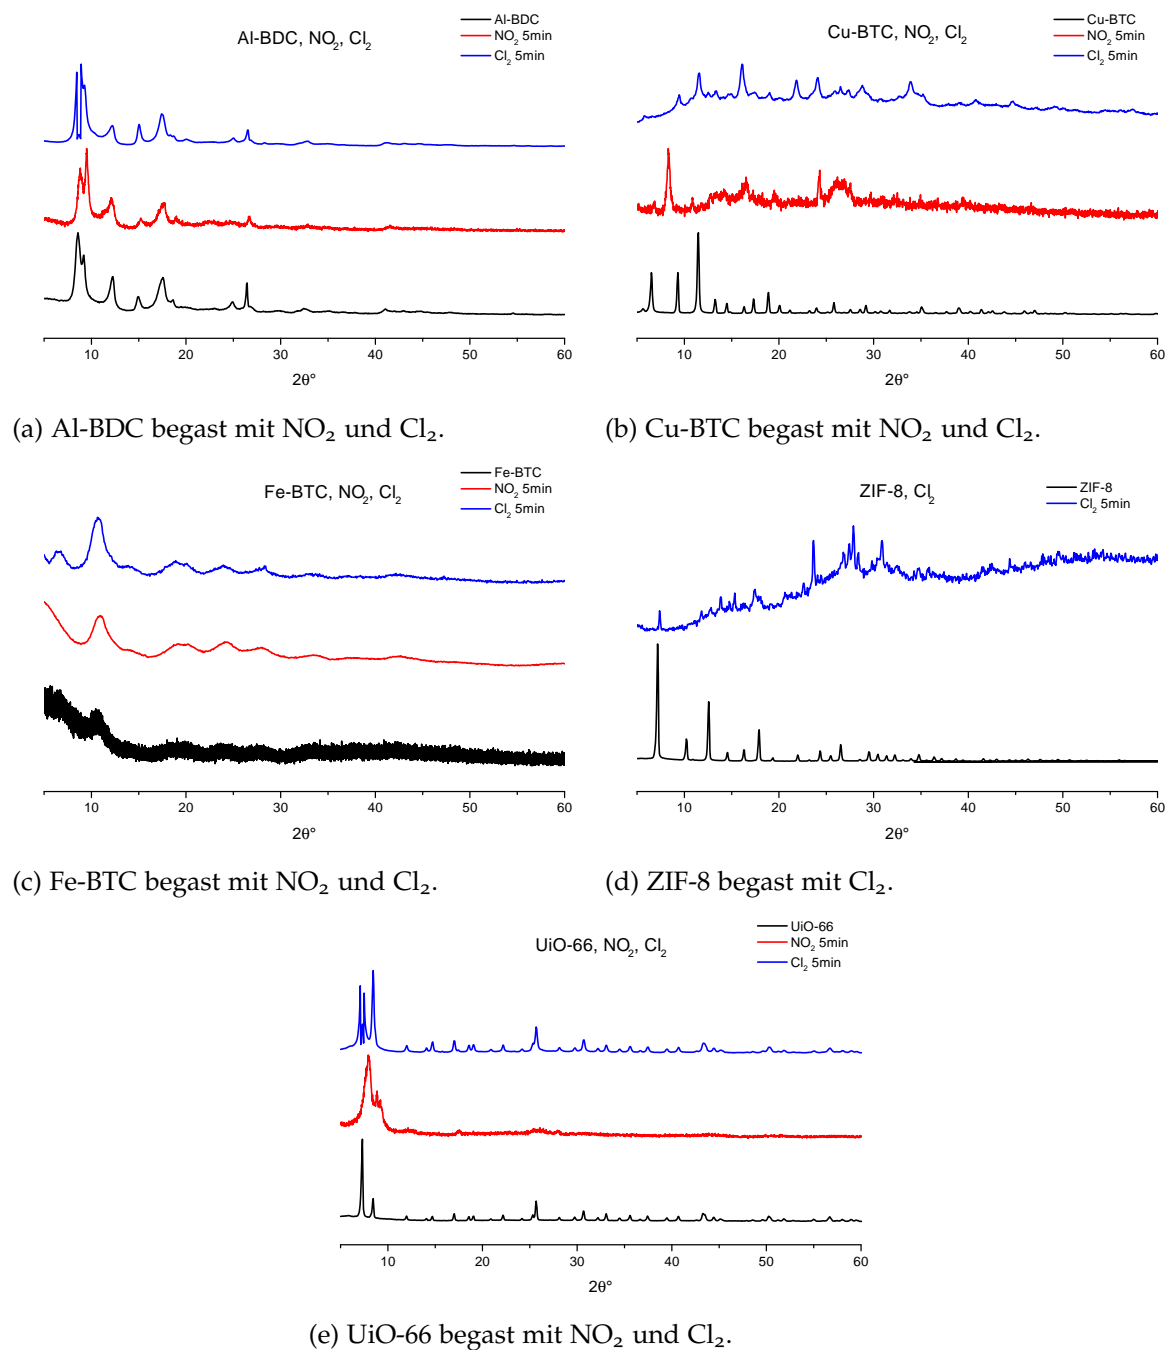 Al-BDC, NO₂, Cl₂
Al-BDC
NO₂ 5min
Cl₂ 5min
10 20 30 40 50 60
2θ°
(a) Al-BDC begast mit NO₂ und Cl₂.
Cu-BTC, NO₂, Cl₂
Cu-BTC
NO₂ 5min
Cl₂ 5min
10 20 30 40 50 60
2θ°
(b) Cu-BTC begast mit NO₂ und Cl₂.
Fe-BTC, NO₂, Cl₂
Fe-BTC
NO₂ 5min
Cl₂ 5min
10 20 30 40 50 60
2θ°
(c) Fe-BTC begast mit NO₂ und Cl₂.
ZIF-8, Cl₂
ZIF-8
Cl₂ 5min
10 20 30 40 50 60
2θ°
(d) ZIF-8 begast mit Cl₂.
UiO-66, NO₂, Cl₂
UiO-66
NO₂ 5min
Cl₂ 5min
10 20 30 40 50 60
2θ°
(e) UiO-66 begast mit NO₂ und Cl₂.